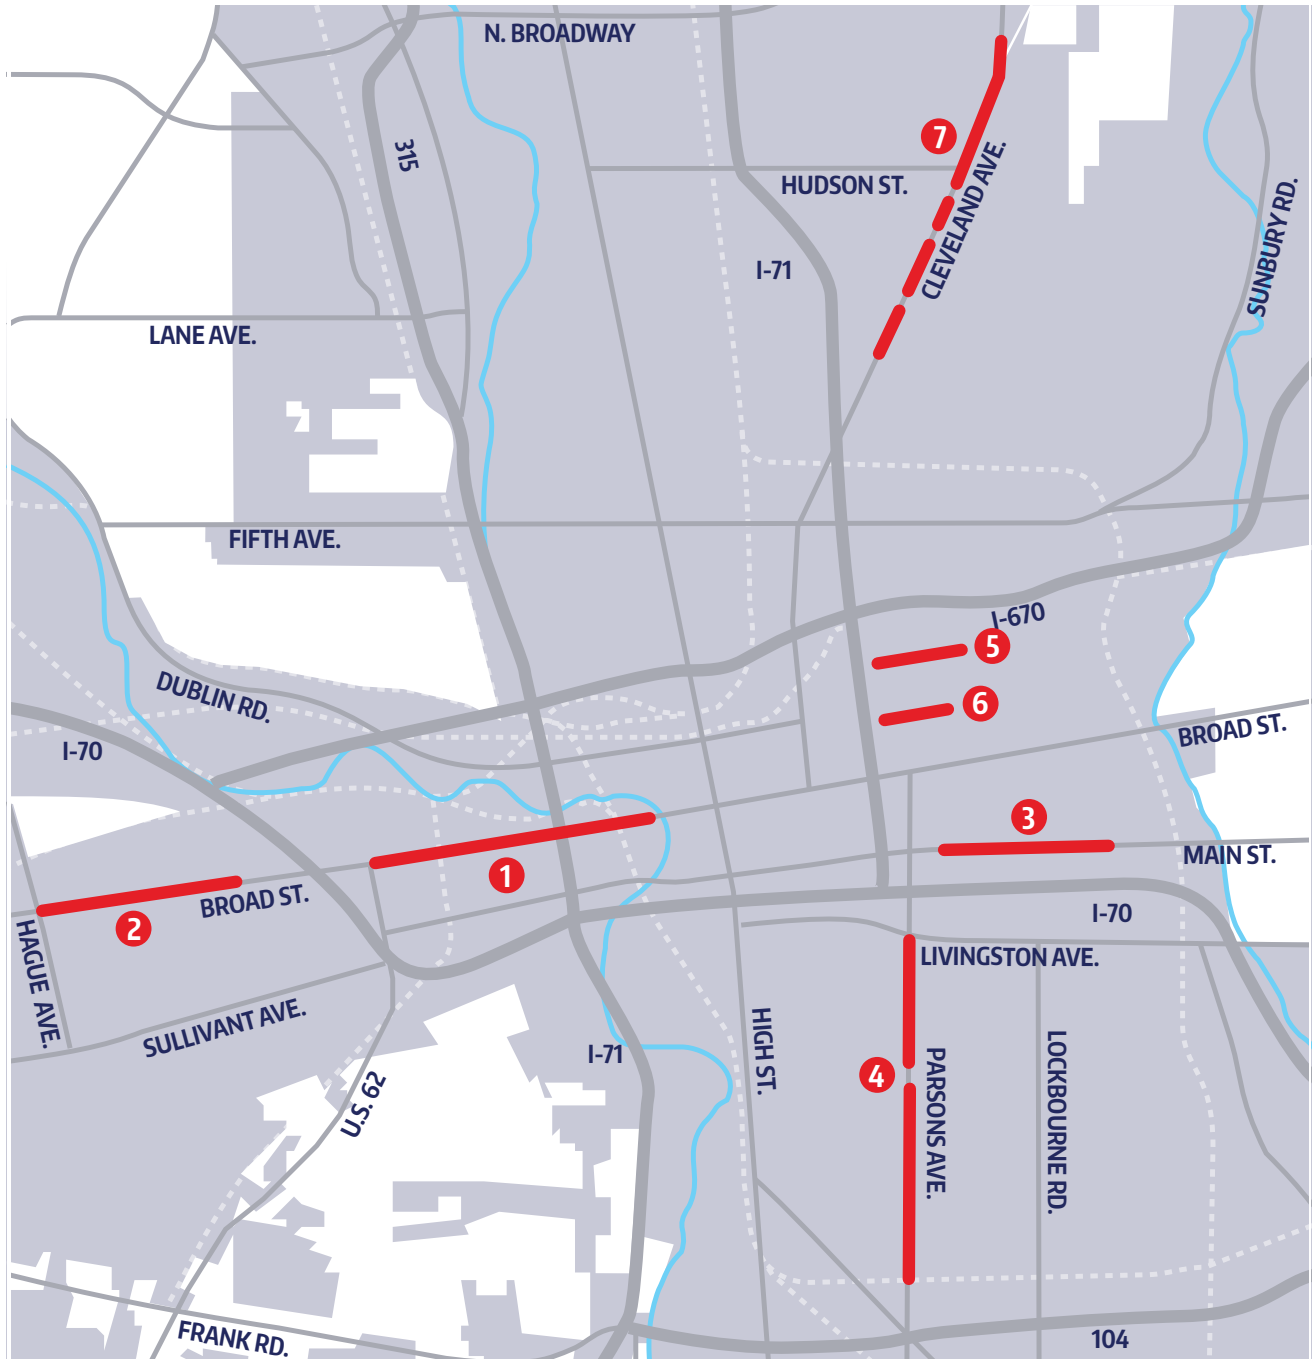 N. BROADWAY
7
315
HUDSON ST.
CLEVELAND AVE.
SUNBURY RD.
I-71
LANE AVE.
FIFTH AVE.
I-670
5
6
DUBLIN RD.
BROAD ST.
I-70
3
MAIN ST.
1
BROAD ST.
2
I-70
HAGUE AVE.
LIVINGSTON AVE.
SULLIVANT AVE.
HIGH ST.
I-71
4
PARSONS AVE.
LOCKBOURNE RD.
U.S. 62
FRANK RD.
104